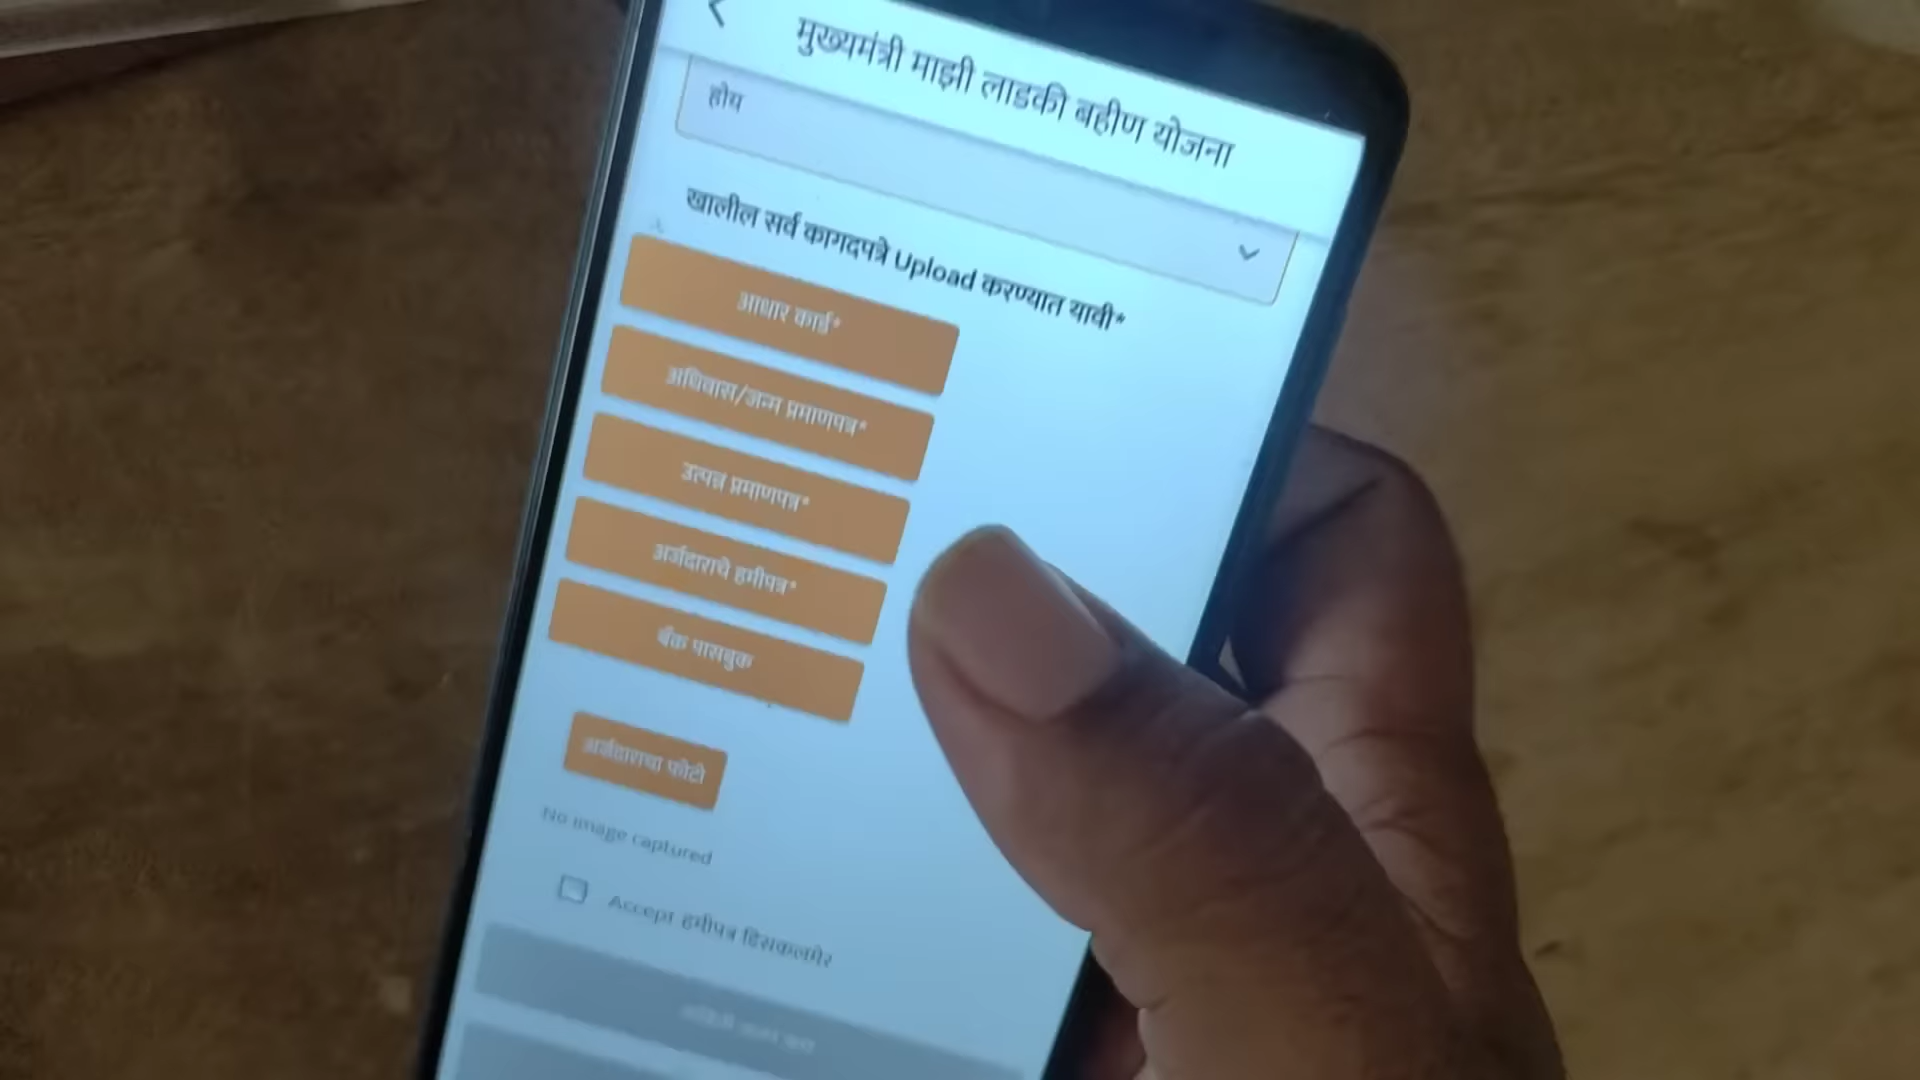 मुख्यमंत्री माझी लाडकी बहीण योजना
होय
खालील सर्व कागदपत्रे Upload करण्यात यावी*
आधार कार्ड*
अधिवास/जन्म प्रमाणपत्र*
उत्पन्न प्रमाणपत्र*
अर्जदाराचे हमीपत्र*
बँक पासबुक
अर्जदाराचा फोटो
No image captured
Accept हमीपत्र डिसक्लमेर